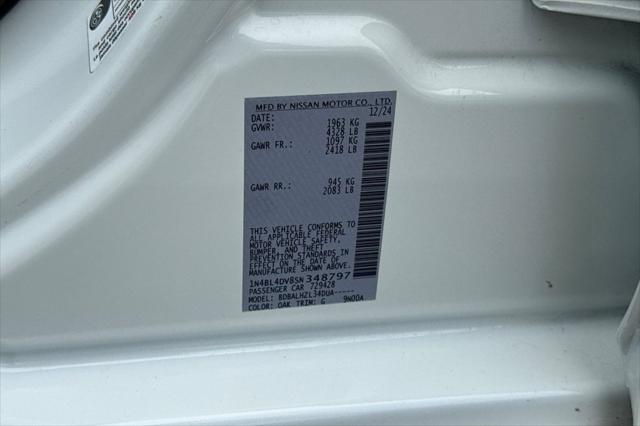 MFD BY NISSAN MOTOR CO., LTD.
DATE: 12/24
GVWR: 1963 KG
4328 LB
GAWR FR.: 1097 KG
2418 LB
GAWR RR.: 945 KG
2083 LB
THIS VEHICLE CONFORMS TO
ALL APPLICABLE FEDERAL
MOTOR VEHICLE SAFETY,
BUMPER, AND THEFT
PREVENTION STANDARDS IN
EFFECT ON THE DATE OF
MANUFACTURE SHOWN ABOVE.
1N4BL4DV8SN348797
PASSENGER CAR 729428
MODEL: BDBALHZL34DUA-----
COLOR: QAK TRIM: G 9N00A